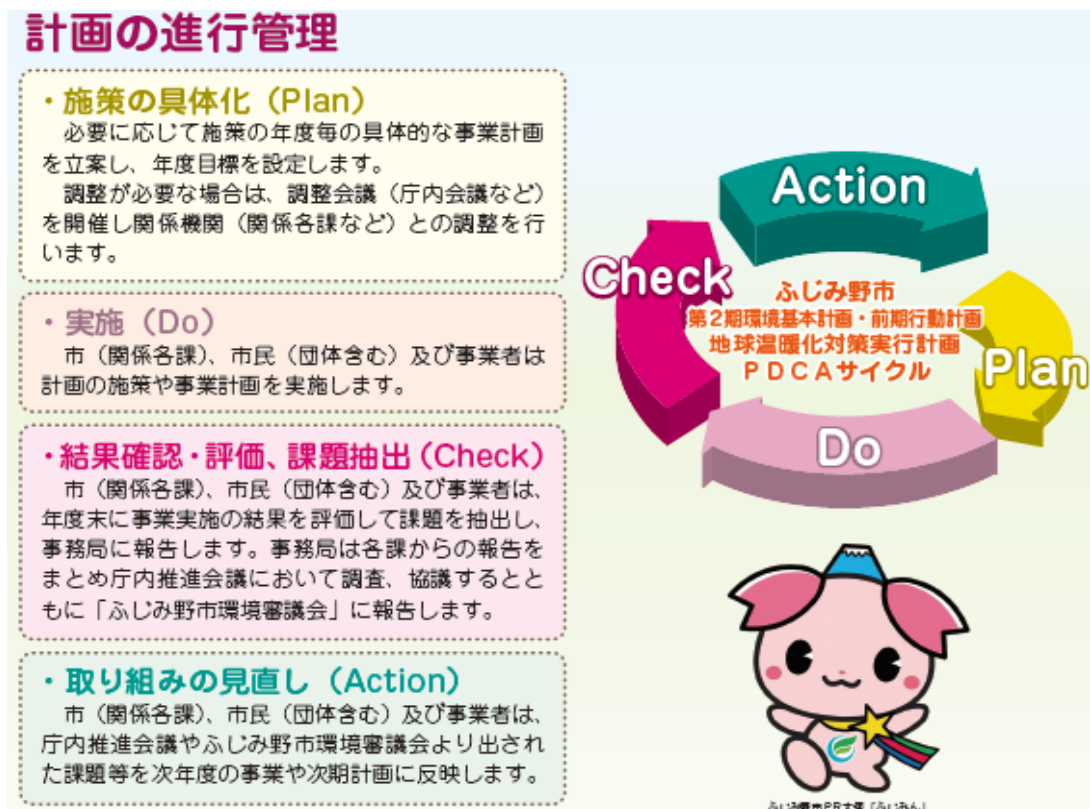 計画の進行管理
・施策の具体化(Plan)
必要に応じて施策の年度毎の具体的な事業計画
を立案し、年度目標を設定します。
調整が必要な場合は、調整会議(庁内会議など)
を開催し関係機関(関係各課など)との調整を行
います。
・実施(Do)
市(関係各課)、市民(団体含む)及び事業者は
計画の施策や事業計画を実施します。
・結果確認・評価、課題抽出(Check)
市(関係各課)、市民(団体含む)及び事業者は、
年度末に事業実施の結果を評価して課題を抽出し、
事務局に報告します。事務局は各課からの報告を
まとめ庁内推進会議において調査、協議するとと
もに「ふじみ野市環境審議会」に報告します。
・取り組みの見直し(Action)
市(関係各課)、市民(団体含む)及び事業者は、
庁内推進会議やふじみ野市環境審議会より出され
た課題等を次年度の事業や次期計画に反映します。
Action
Check
ふじみ野市
第2期環境基本計画・前期行動計画
地球温暖化対策実行計画
PDCAサイクル
Plan
Do
ふじみ野市PR大使「ふじみん」